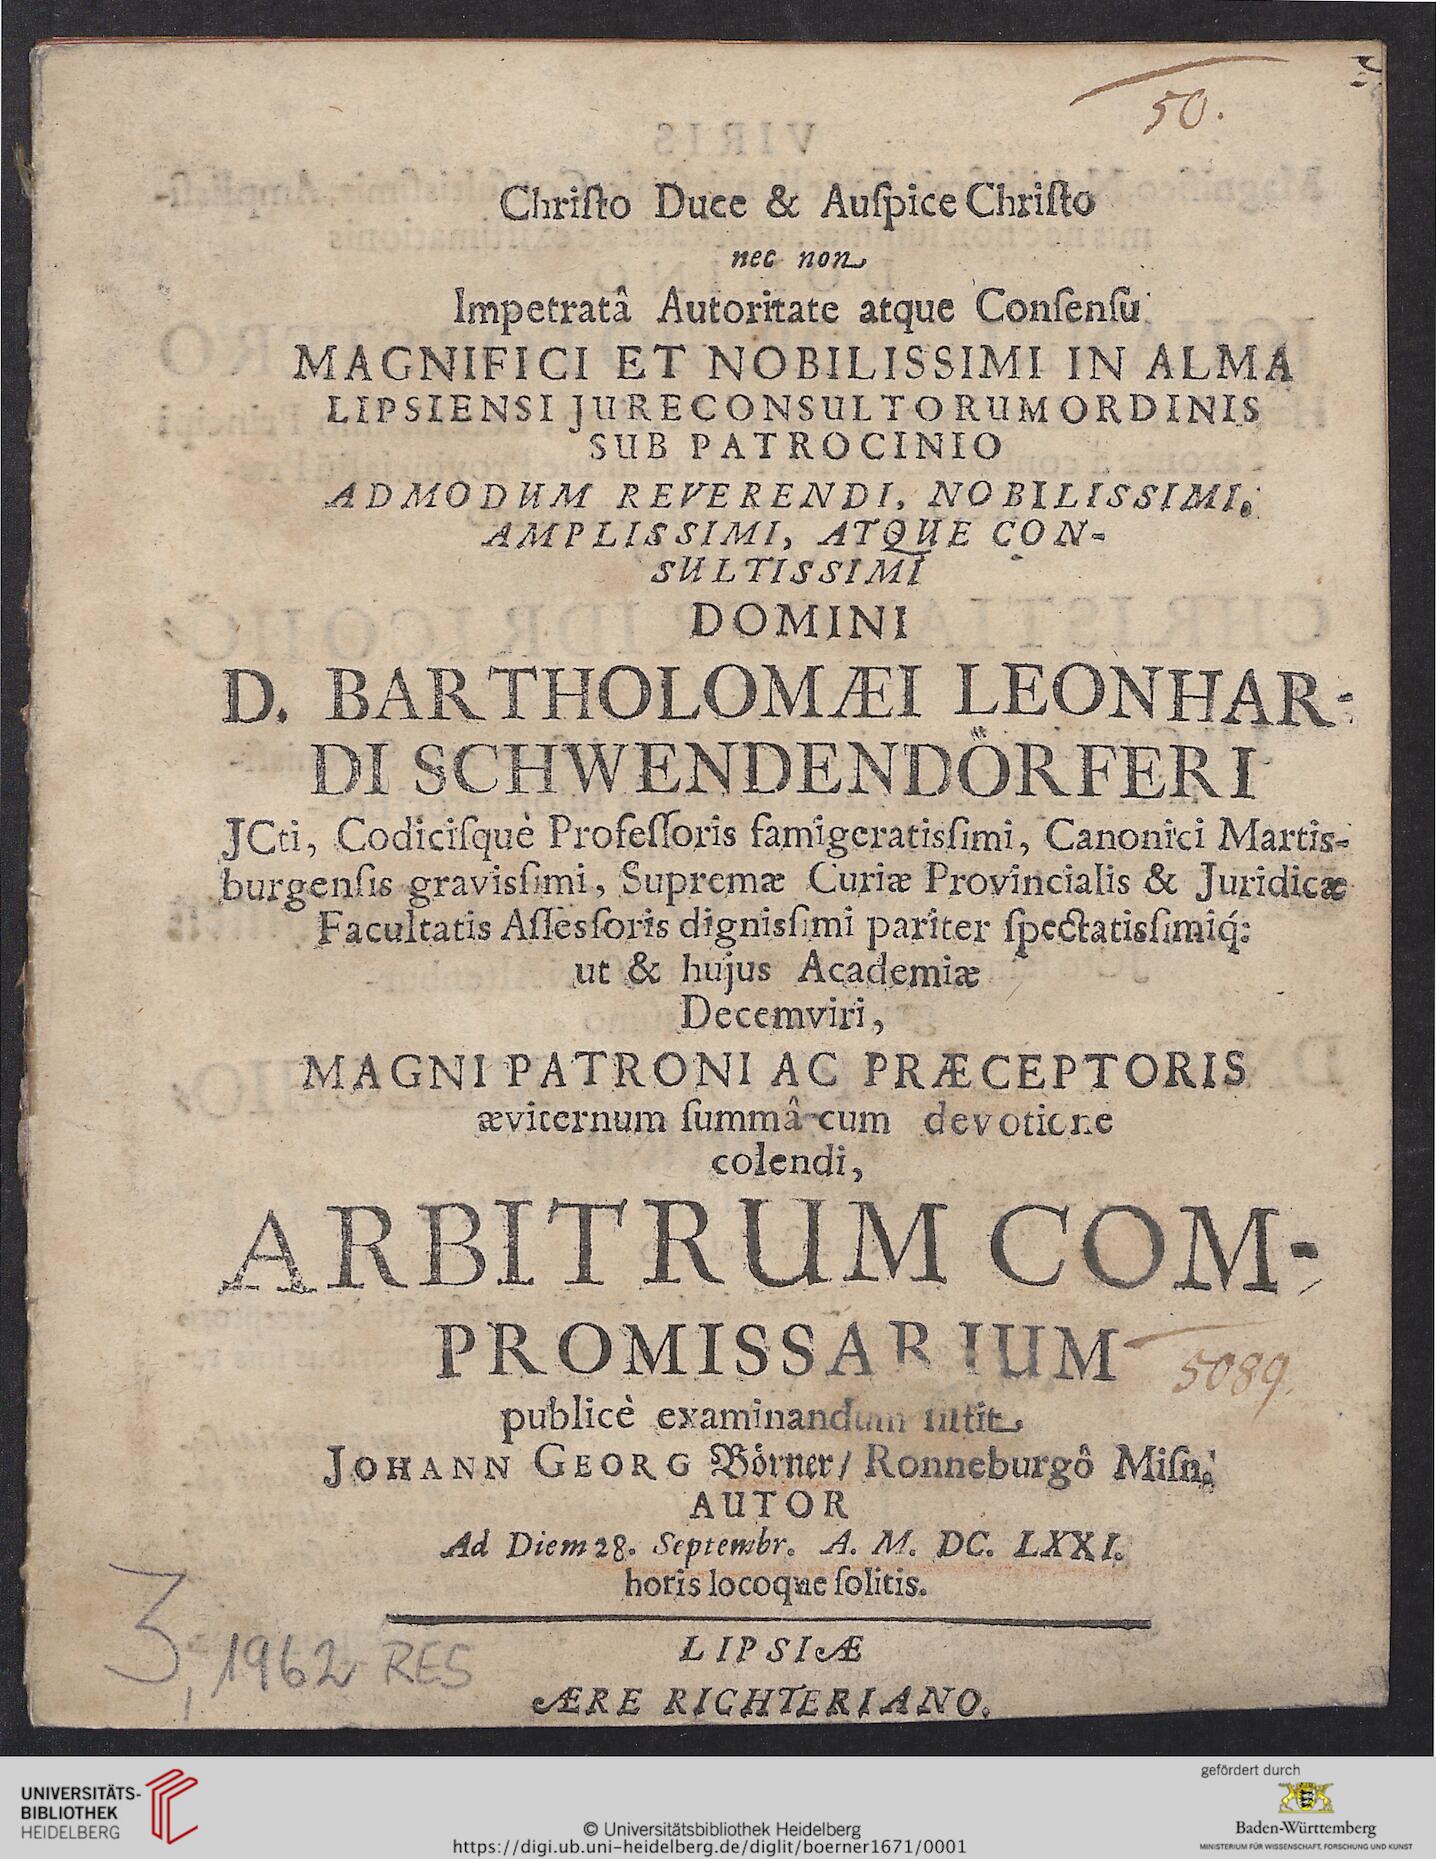 50.
Chriſto Duce & Auſpice Chriſto
nec non
Impetratâ Autoritate atque Conſenſu
MAGNIFICI ET NOBILISSIMI IN ALMA
LIPSIENSI JURECONSULTORUM ORDINIS
SUB PATROCINIO
ADMODUM REVERENDI, NOBILISSIMI,
AMPLISSIMI, ATQUE CON-
SULTISSIMI
DOMINI
D. BARTHOLOMÆI LEONHAR-
DI SCHWENDENDÖRFERI
JCti, Codiciſquè Profeſſoris famigeratisſimi, Canonici Martis-
burgenſis gravisſimi, Supremæ Curiæ Provincialis & Juridicæ
Facultatis Aſſesſoris dignisſimi pariter ſpectatisſimiq́;
ut & hujus Academiæ
Decemviri,
MAGNI PATRONI AC PRÆCEPTORIS
æviternum ſummâ cum devotione
colendi,
ARBITRUM COM-
PROMISSARIUM
5089.
publicè examinandum ſiſtit
JOHANN GEORG Börner/ Ronneburgô Miſn.
AUTOR
Ad Diem 28. Septembr. A. M. DC. LXXI.
horis locoque ſolitis.
LIPSIÆ
ÆRE RICHTERIANO.
3, 1962 RES
UNIVERSITÄTS-
BIBLIOTHEK
HEIDELBERG
© Universitätsbibliothek Heidelberg
https://digi.ub.uni-heidelberg.de/diglit/boerner1671/0001
gefördert durch
Baden-Württemberg
MINISTERIUM FÜR WISSENSCHAFT, FORSCHUNG UND KUNST